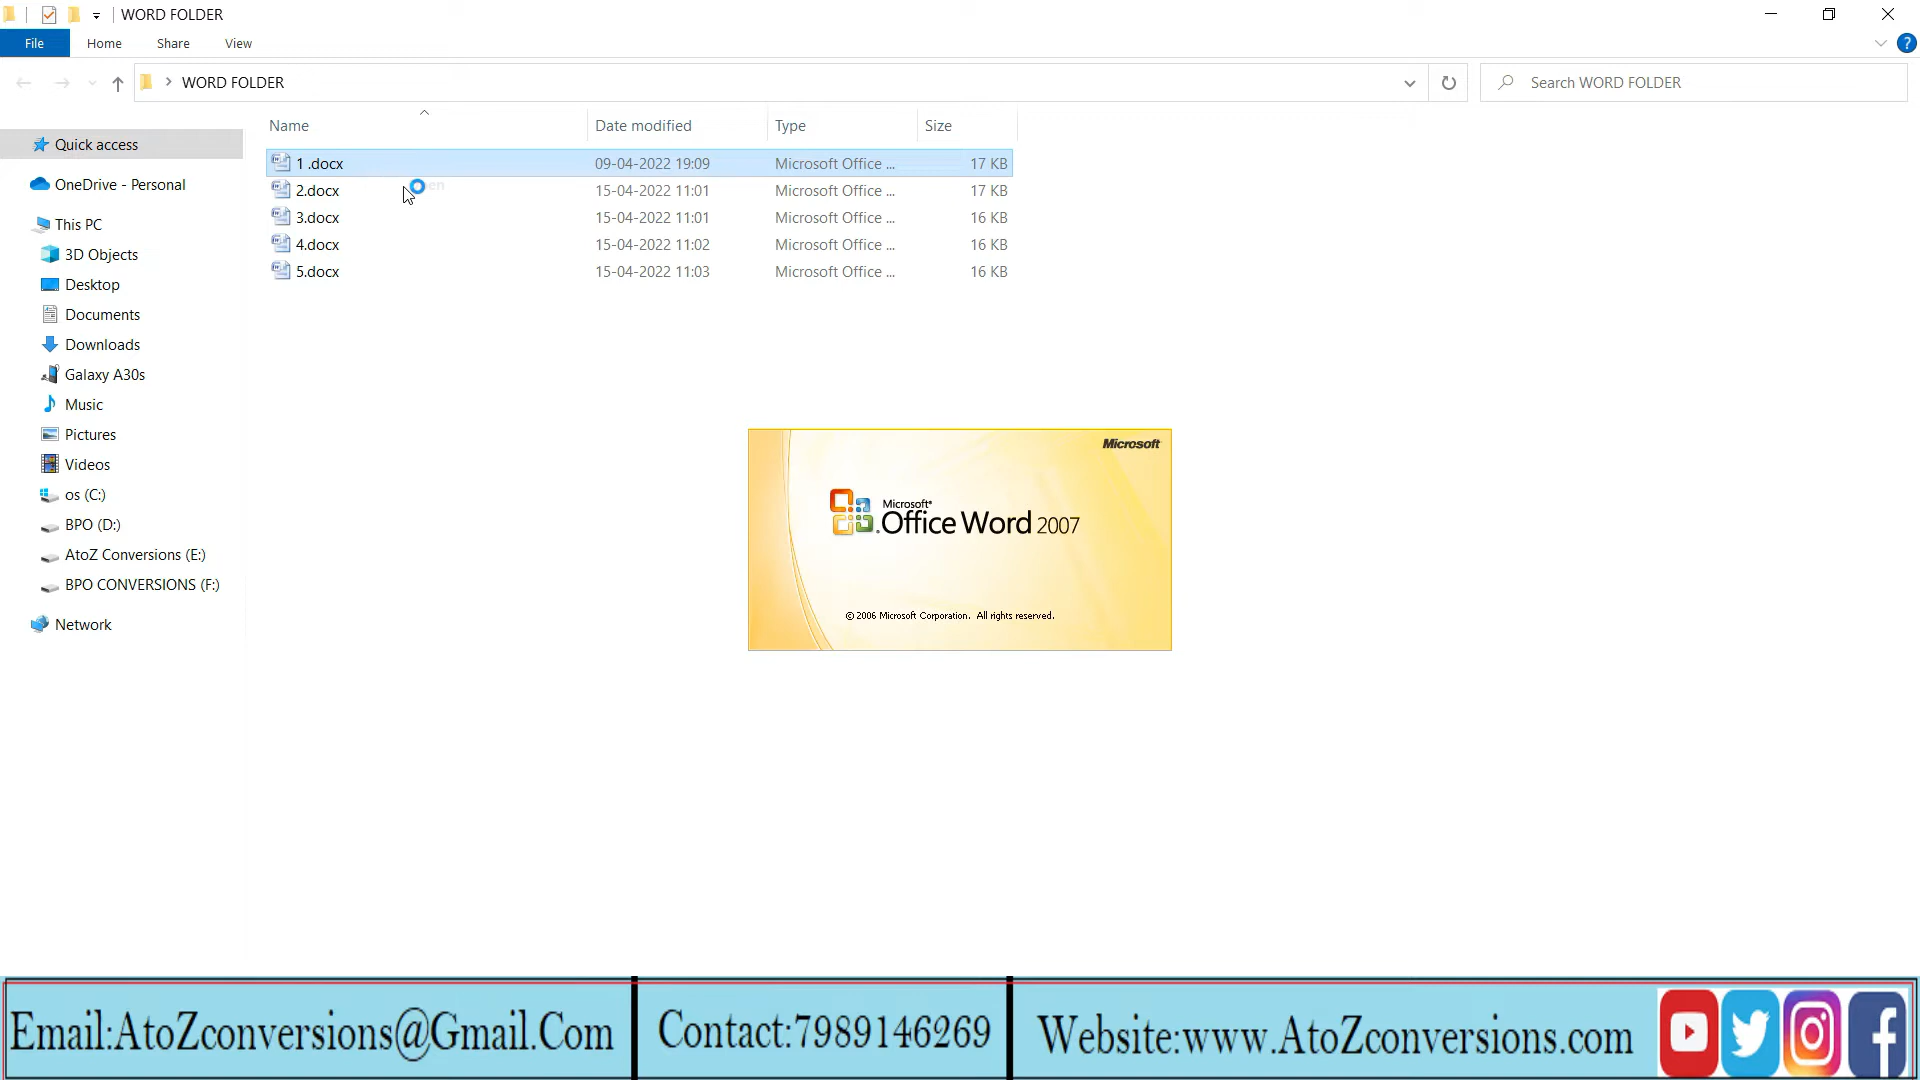 WORD FOLDER
File Home Share View
WORD FOLDER
Search WORD FOLDER
Name Date modified Type Size
Quick access
1 .docx 09-04-2022 19:09 Microsoft Office ... 17 KB
2.docx 15-04-2022 11:01 Microsoft Office ... 17 KB
3.docx 15-04-2022 11:01 Microsoft Office ... 16 KB
4.docx 15-04-2022 11:02 Microsoft Office ... 16 KB
5.docx 15-04-2022 11:03 Microsoft Office ... 16 KB
OneDrive - Personal
This PC
3D Objects
Desktop
Documents
Downloads
Galaxy A30s
Music
Pictures
Videos
os (C:)
BPO (D:)
AtoZ Conversions (E:)
BPO CONVERSIONS (F:)
Network
Microsoft
Microsoft®
Office Word 2007
© 2006 Microsoft Corporation. All rights reserved.
Email:AtoZconversions@Gmail.Com Contact:7989146269 Website:www.AtoZconversions.com